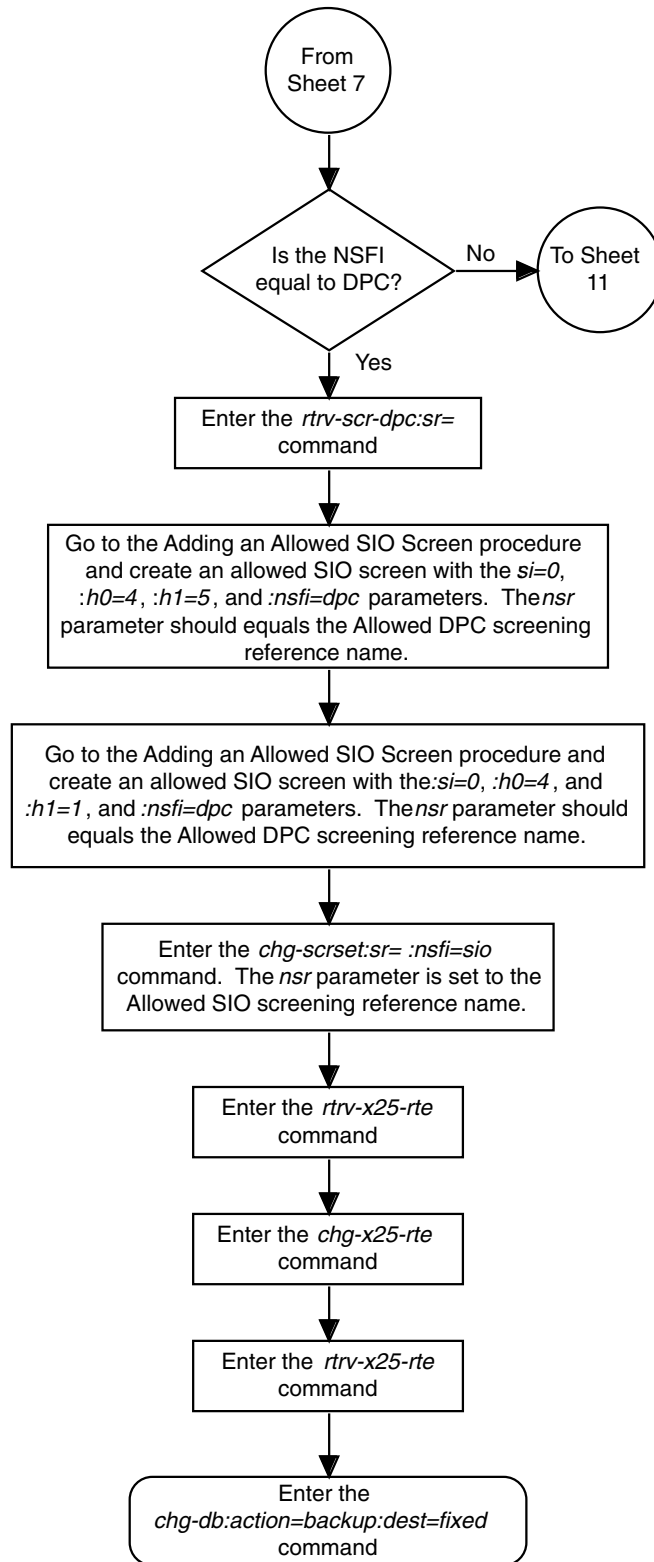 From
Sheet 7
Is the NSFI
equal to DPC?
No
To Sheet
11
Yes
Enter the rtrv-scr-dpc:sr=
command
Go to the Adding an Allowed SIO Screen procedure
and create an allowed SIO screen with the si=0,
:h0=4, :h1=5, and :nsfi=dpc parameters. The nsr
parameter should equals the Allowed DPC screening
reference name.
Go to the Adding an Allowed SIO Screen procedure and
create an allowed SIO screen with the:si=0, :h0=4, and
:h1=1, and :nsfi=dpc parameters. The nsr parameter should
equals the Allowed DPC screening reference name.
Enter the chg-scrset:sr= :nsfi=sio
command. The nsr parameter is set to the
Allowed SIO screening reference name.
Enter the rtrv-x25-rte
command
Enter the chg-x25-rte
command
Enter the rtrv-x25-rte
command
Enter the
chg-db:action=backup:dest=fixed
command